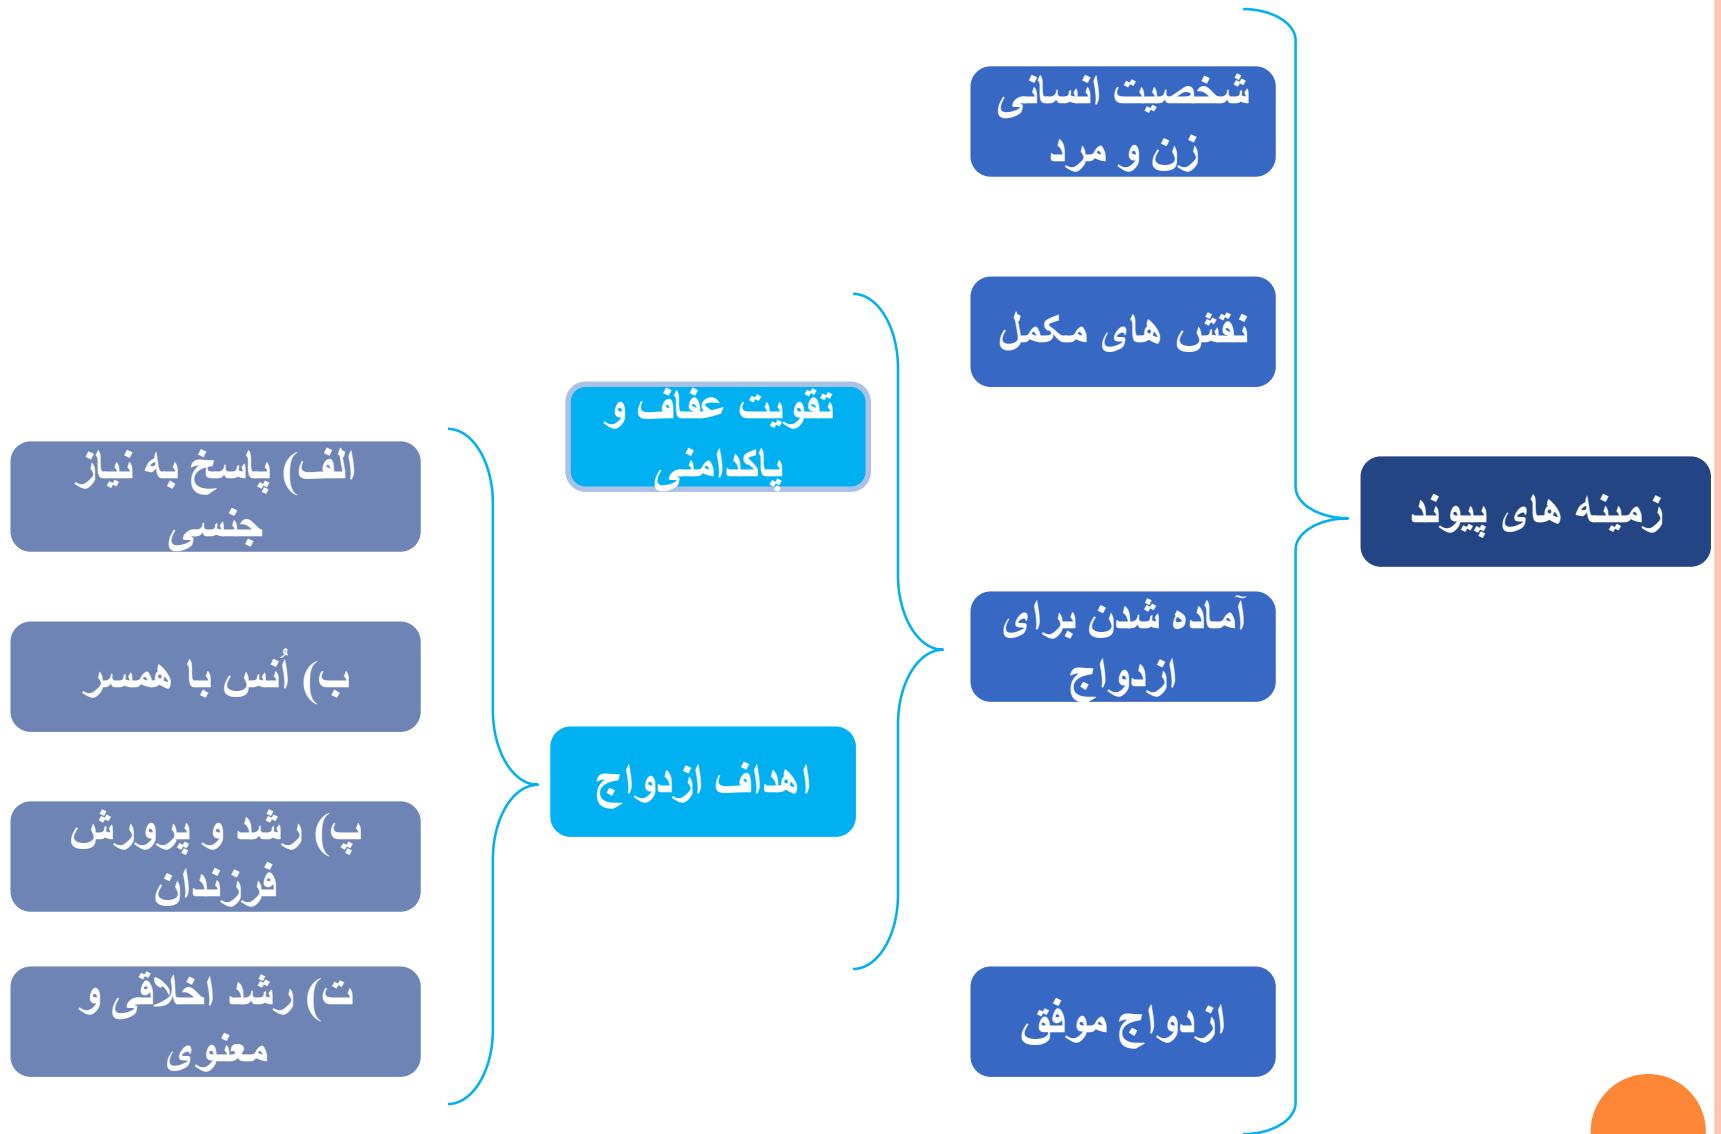 زمینه های پیوند
شخصیت انسانی
زن و مرد
نقش های مکمل
آماده شدن برای
ازدواج
تقویت عفاف و
پاکدامنی
اهداف ازدواج
الف) پاسخ به نیاز
جنسی
ب) اُنس با همسر
پ) رشد و پرورش
فرزندان
ت) رشد اخلاقی و
معنوی
ازدواج موفق